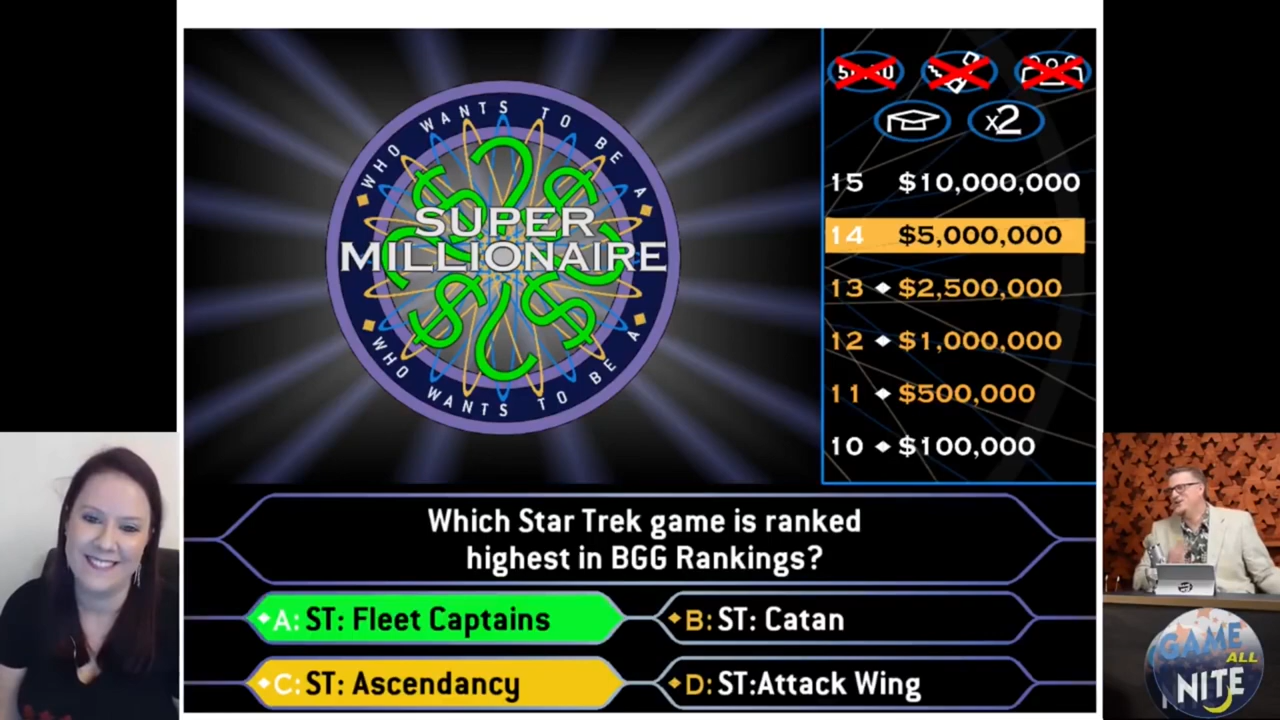 WHO WANTS TO BE A
SUPER
MILLIONAIRE
WHO WANTS TO BE A
50:50
x2
15 $10,000,000
14 $5,000,000
13 $2,500,000
12 $1,000,000
11 $500,000
10 $100,000
Which Star Trek game is ranked
highest in BGG Rankings?
A: ST: Fleet Captains
B: ST: Catan
C: ST: Ascendancy
D: ST:Attack Wing
GAME
ALL
NITE